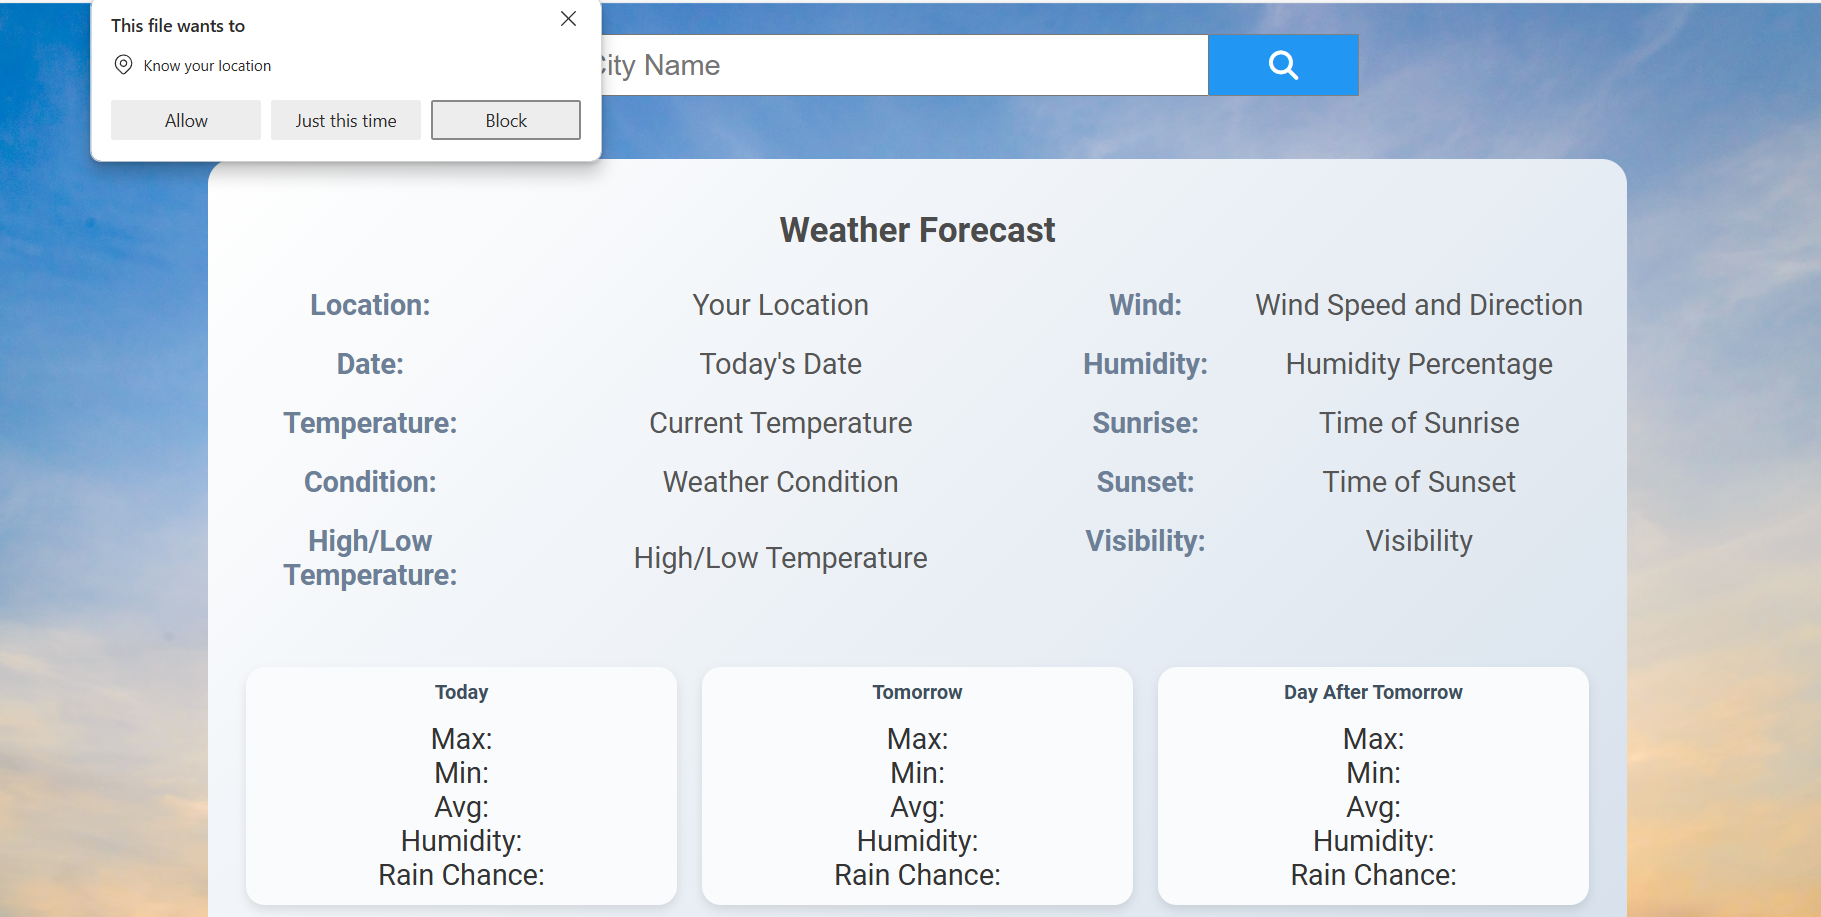 This file wants to
Know your location
Allow
Just this time
Block
City Name
Weather Forecast
Location:
Your Location
Date:
Today's Date
Temperature:
Current Temperature
Condition:
Weather Condition
High/Low
Temperature:
High/Low Temperature
Wind:
Wind Speed and Direction
Humidity:
Humidity Percentage
Sunrise:
Time of Sunrise
Sunset:
Time of Sunset
Visibility:
Visibility
Today
Max:
Min:
Avg:
Humidity:
Rain Chance:
Tomorrow
Max:
Min:
Avg:
Humidity:
Rain Chance:
Day After Tomorrow
Max:
Min:
Avg:
Humidity:
Rain Chance: